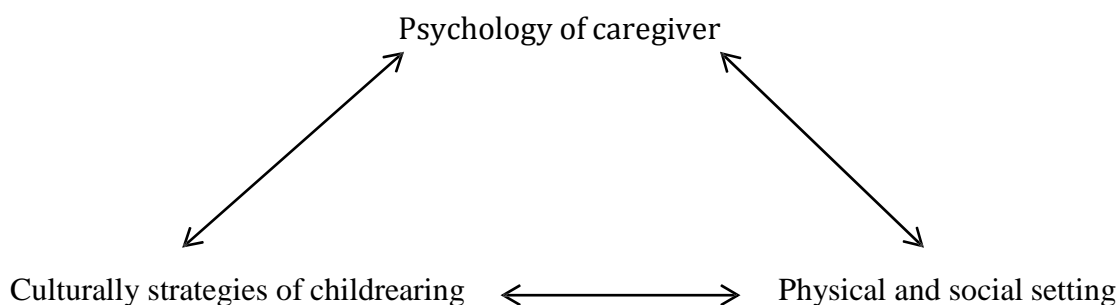 Psychology of caregiver
Culturally strategies of childrearing
Physical and social setting